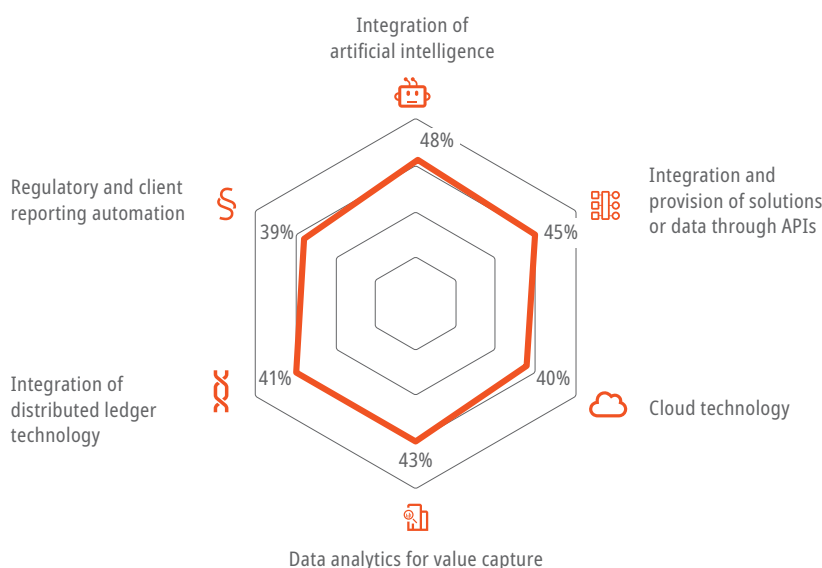 Integration of
artificial intelligence
48%
Regulatory and client
reporting automation
39%
Integration and
provision of solutions
or data through APIs
45%
Integration of
distributed ledger
technology
41%
40%
Cloud technology
43%
Data analytics for value capture